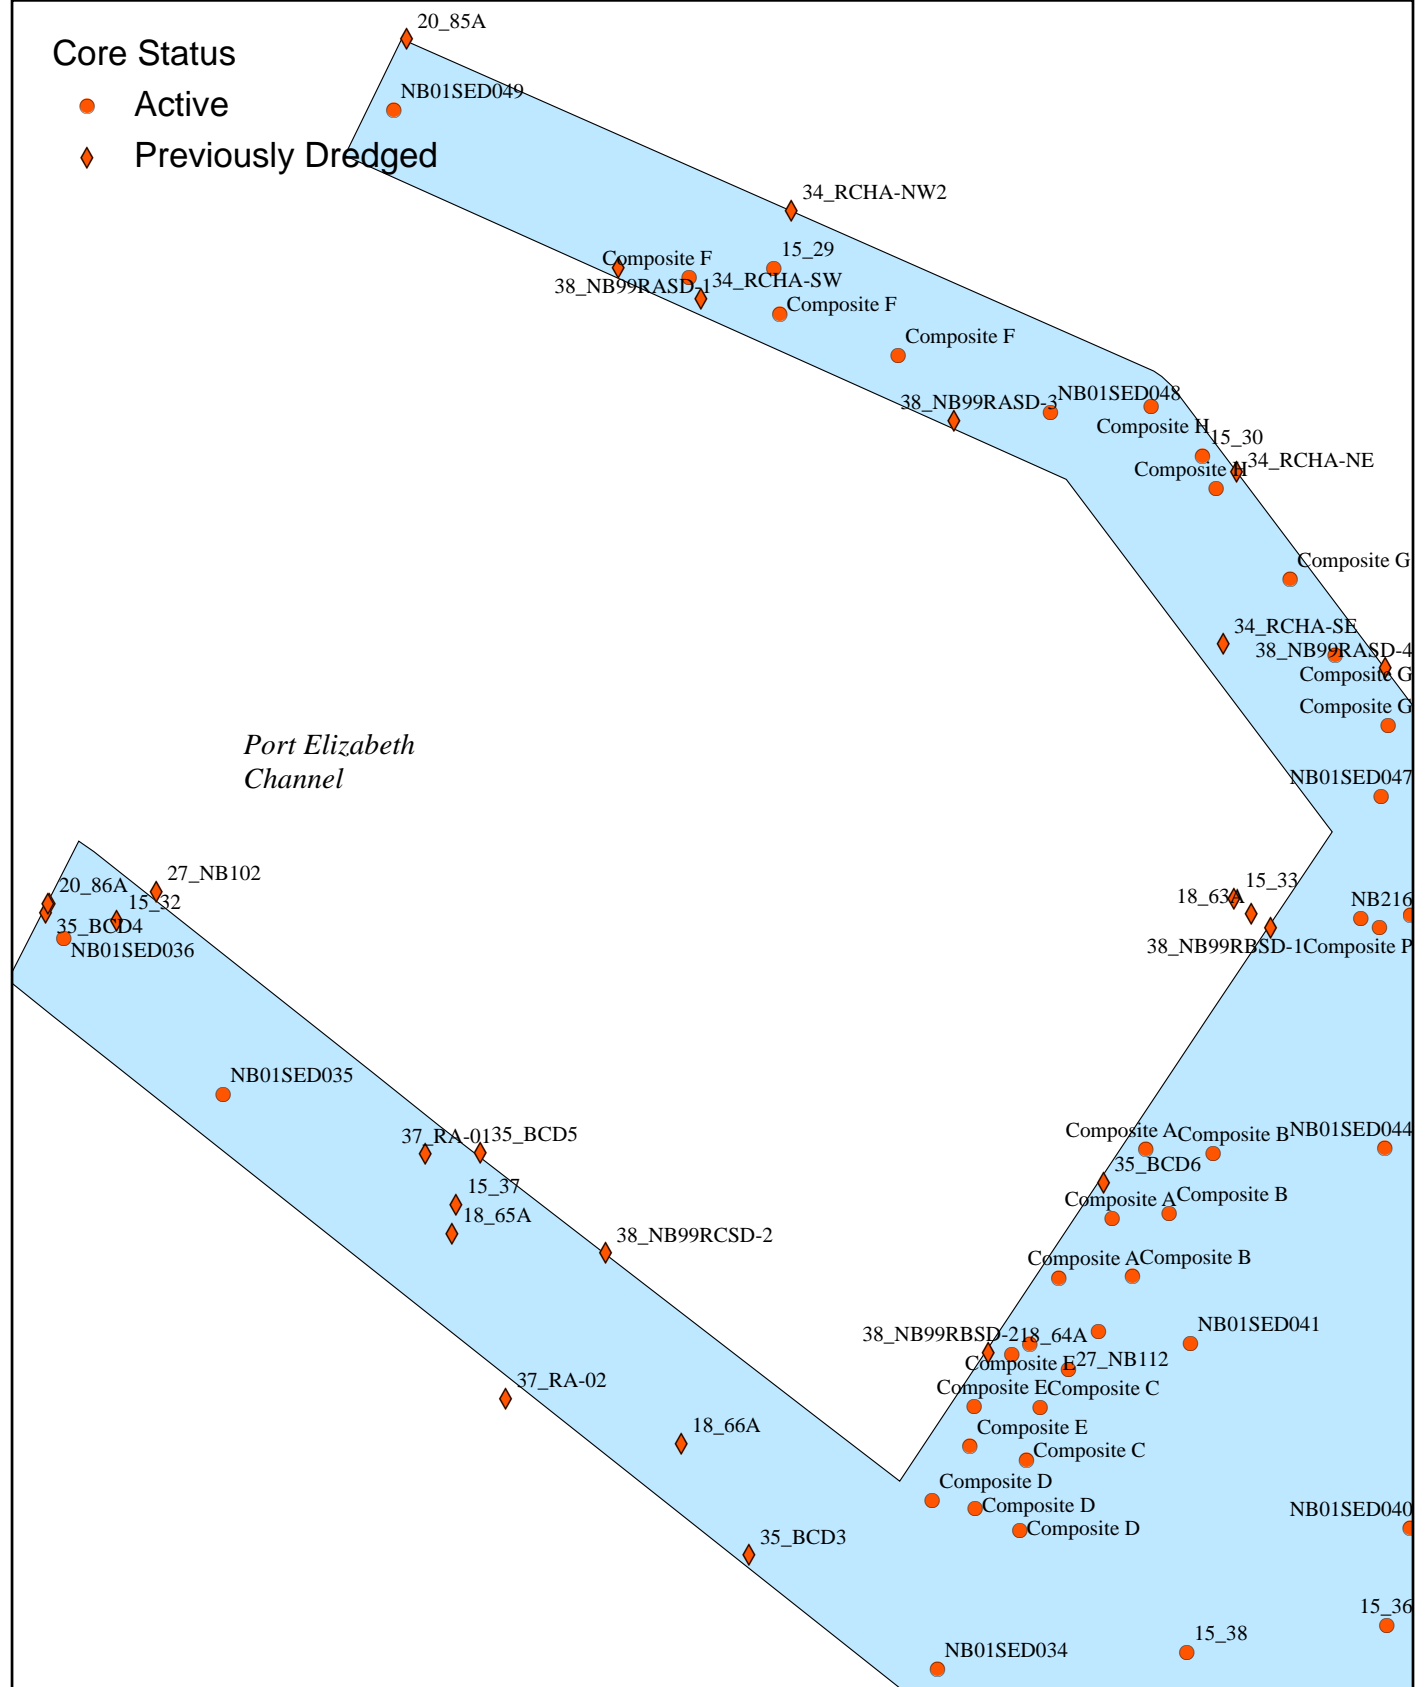 20_85A
Core Status
NB01SED049
Active
Previously Dredged
34_RCHA-NW2
15_29
Composite F
34_RCHA-SW
38_NB99RASD-1
Composite F
Composite F
NB01SED048
38_NB99RASD-3
Composite H
15_30
34_RCHA-NE
Composite H
Composite G
34_RCHA-SE
38_NB99RASD-4
Composite G
Composite G
Port Elizabeth
Channel
NB01SED047
27_NB102
20_86A
15_32
35_BCD4
NB01SED036
15_33
18_63A
NB216
38_NB99RBSD-1
Composite P
NB01SED035
37_RA-01
35_BCD5
Composite A
Composite B
NB01SED044
35_BCD6
15_37
Composite A
Composite B
18_65A
38_NB99RCSD-2
Composite A
Composite B
NB01SED041
38_NB99RBSD-2
18_64A
Composite E
27_NB112
37_RA-02
Composite E
Composite C
18_66A
Composite E
Composite C
Composite D
Composite D
NB01SED040
Composite D
35_BCD3
15_36
15_38
NB01SED034